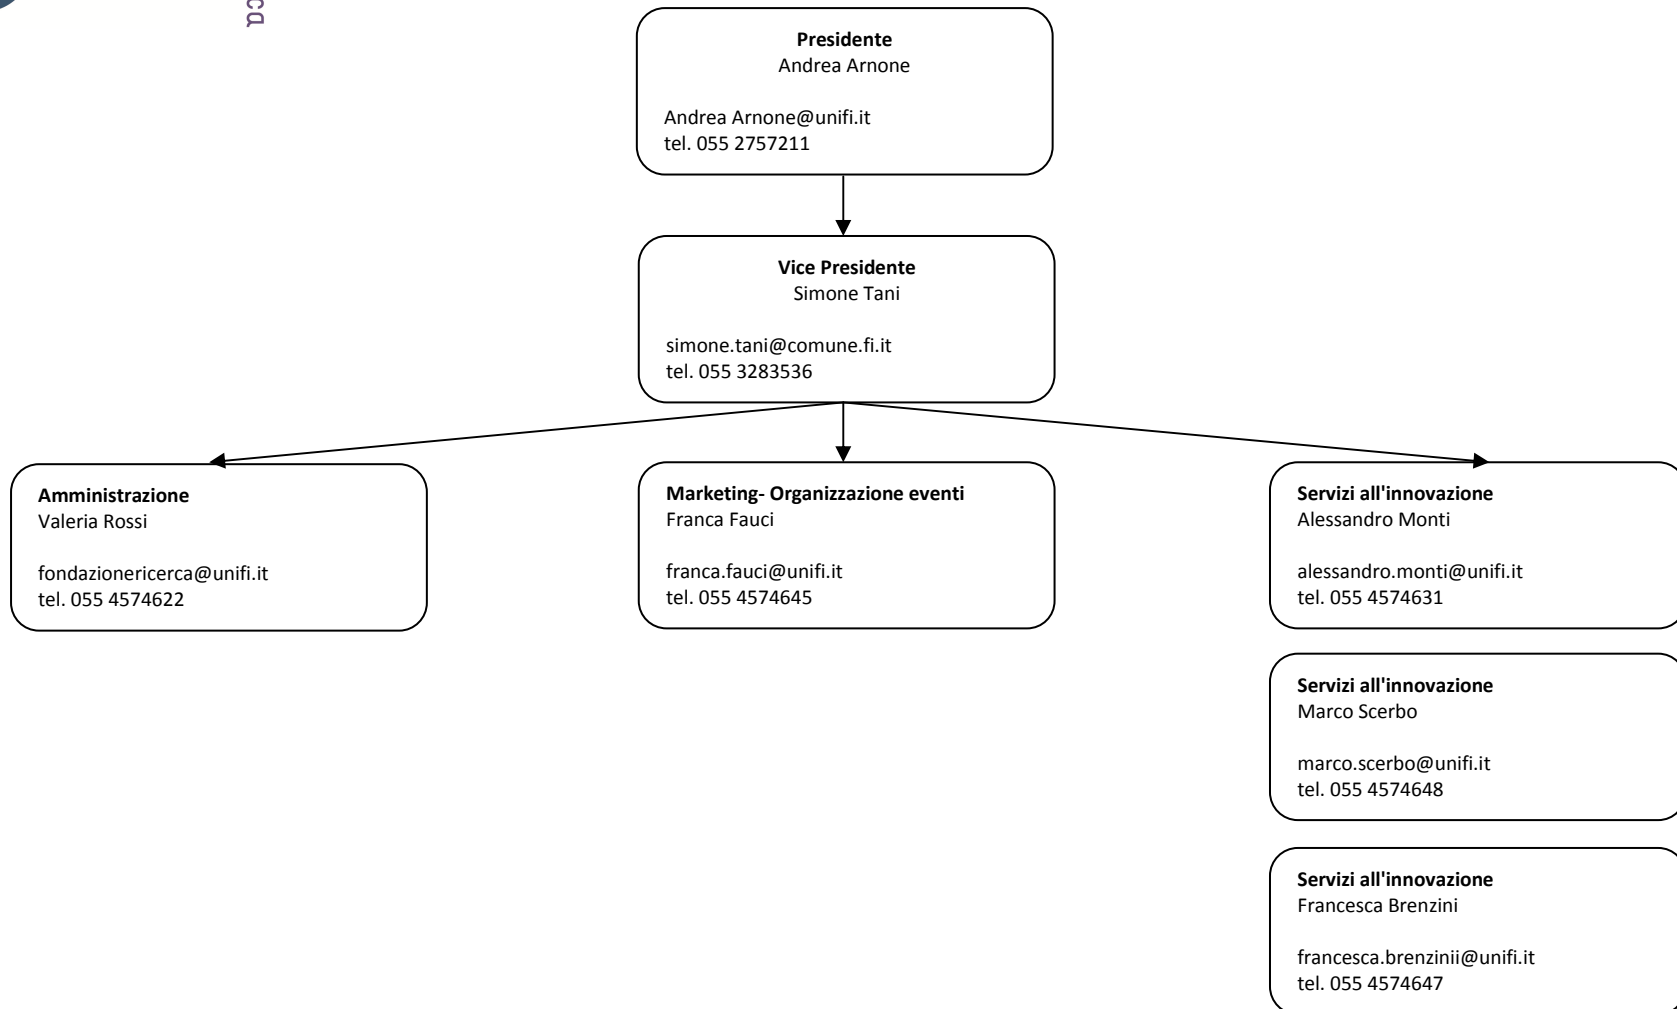 ca
Presidente
Andrea Arnone
Andrea Arnone@unifi.it
tel. 055 2757211
Vice Presidente
Simone Tani
simone.tani@comune.fi.it
tel. 055 3283536
Amministrazione
Valeria Rossi
fondazionericerca@unifi.it
tel. 055 4574622
Marketing- Organizzazione eventi
Franca Fauci
franca.fauci@unifi.it
tel. 055 4574645
Servizi all'innovazione
Alessandro Monti
alessandro.monti@unifi.it
tel. 055 4574631
Servizi all'innovazione
Marco Scerbo
marco.scerbo@unifi.it
tel. 055 4574648
Servizi all'innovazione
Francesca Brenzini
francesca.brenzinii@unifi.it
tel. 055 4574647